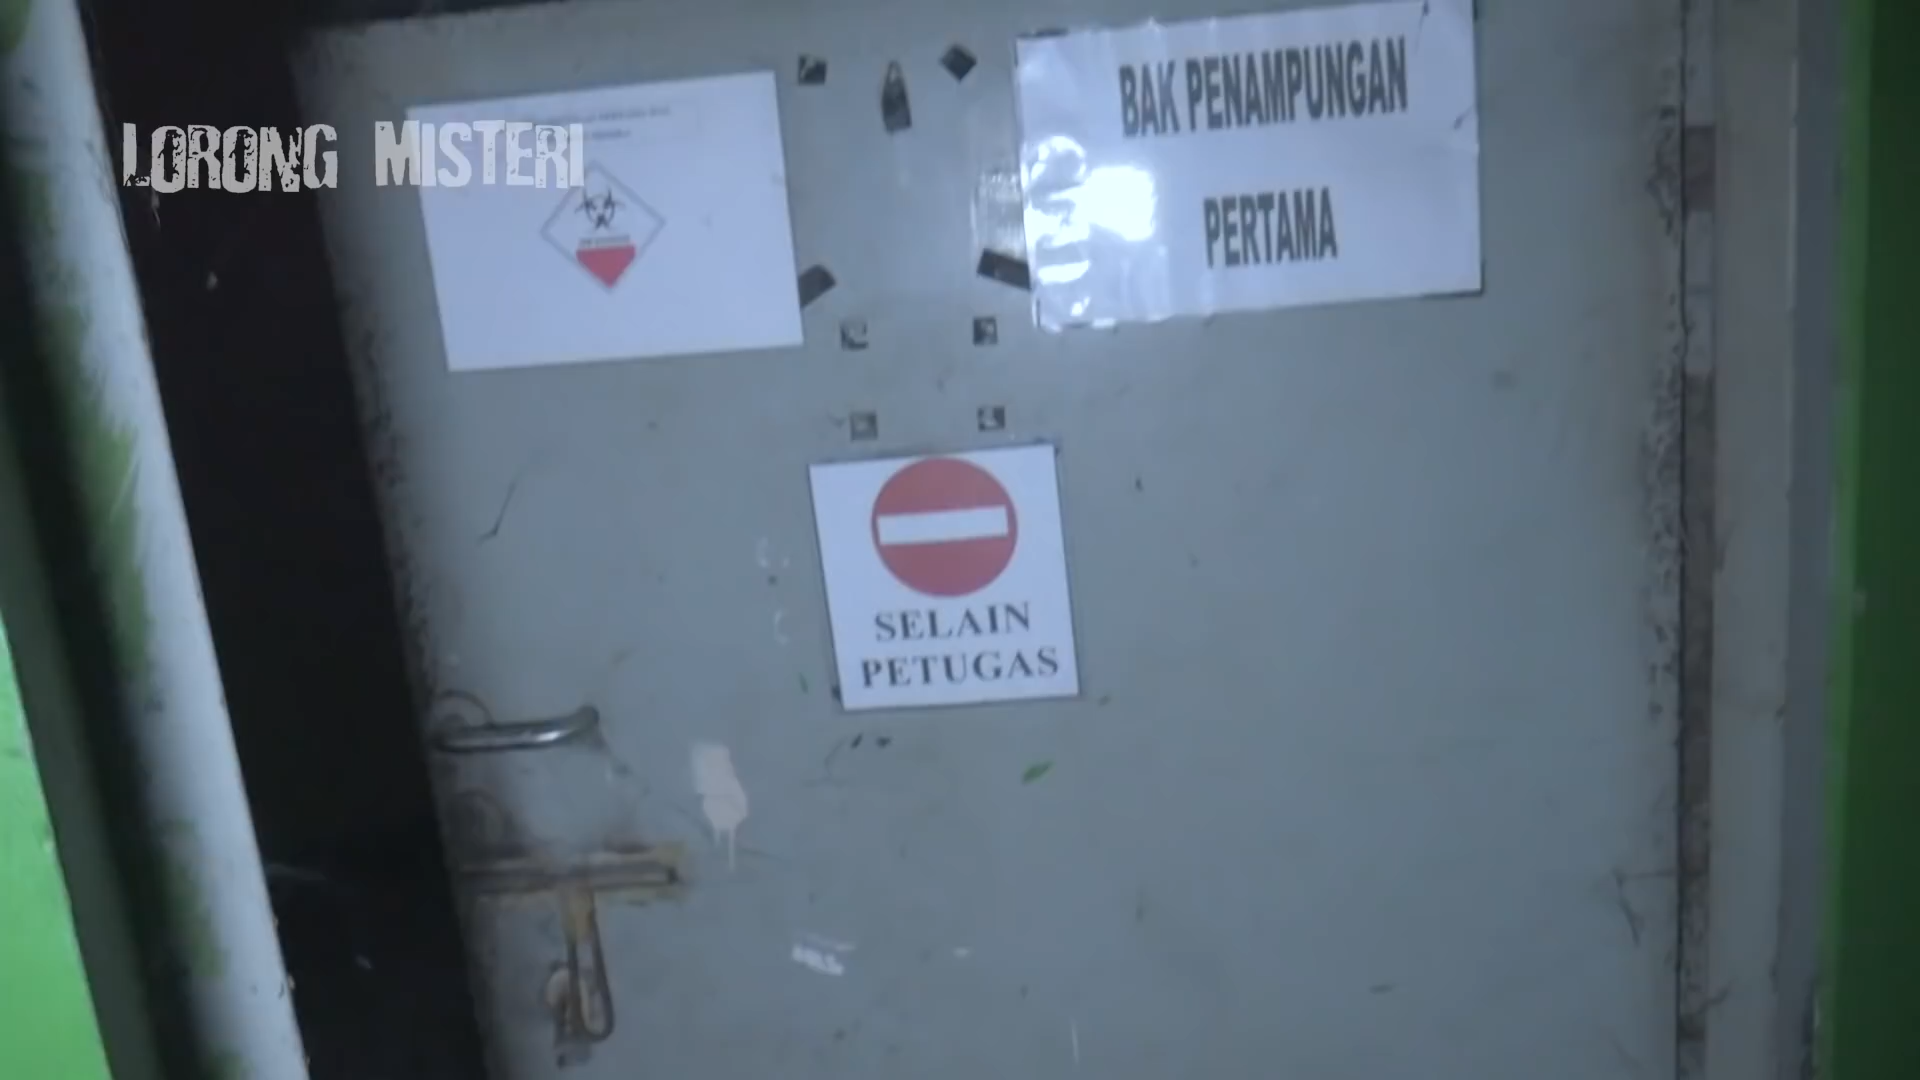 LORONG MISTERI
BAK PENAMPUNGAN
PERTAMA
SELAIN
PETUGAS